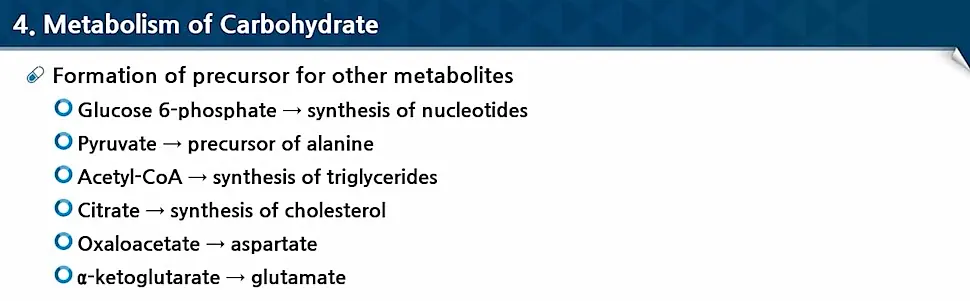 4. Metabolism of Carbohydrate
Formation of precursor for other metabolites
Glucose 6-phosphate → synthesis of nucleotides
Pyruvate → precursor of alanine
Acetyl-CoA → synthesis of triglycerides
Citrate → synthesis of cholesterol
Oxaloacetate → aspartate
α-ketoglutarate → glutamate